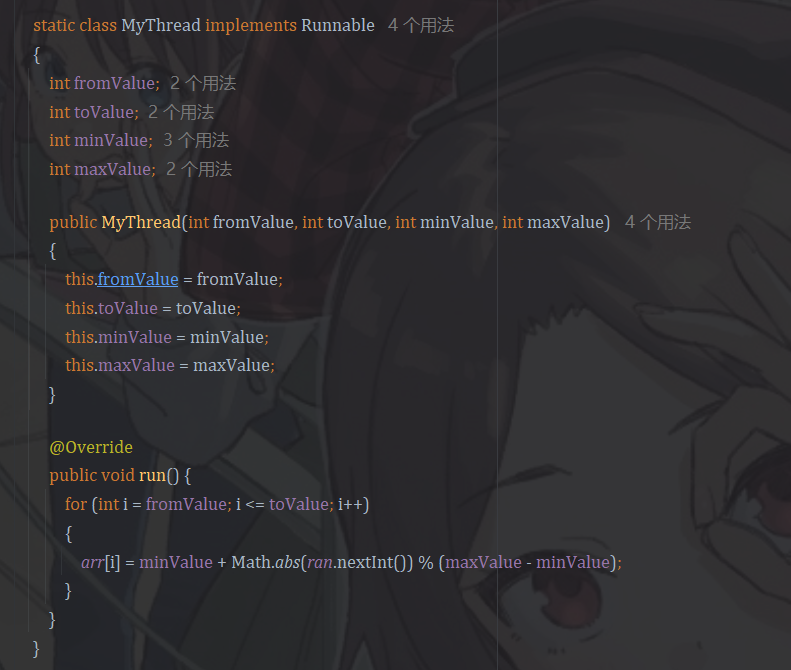 static class MyThread implements Runnable 4 个用法
{
int fromValue; 2 个用法
int toValue; 2 个用法
int minValue; 3 个用法
int maxValue; 2 个用法
public MyThread(int fromValue, int toValue, int minValue, int maxValue) 4 个用法
{
this.fromValue = fromValue;
this.toValue = toValue;
this.minValue = minValue;
this.maxValue = maxValue;
}
@Override
public void run() {
for (int i = fromValue; i <= toValue; i++)
{
arr[i] = minValue + Math.abs(ran.nextInt()) % (maxValue - minValue);
}
}
}